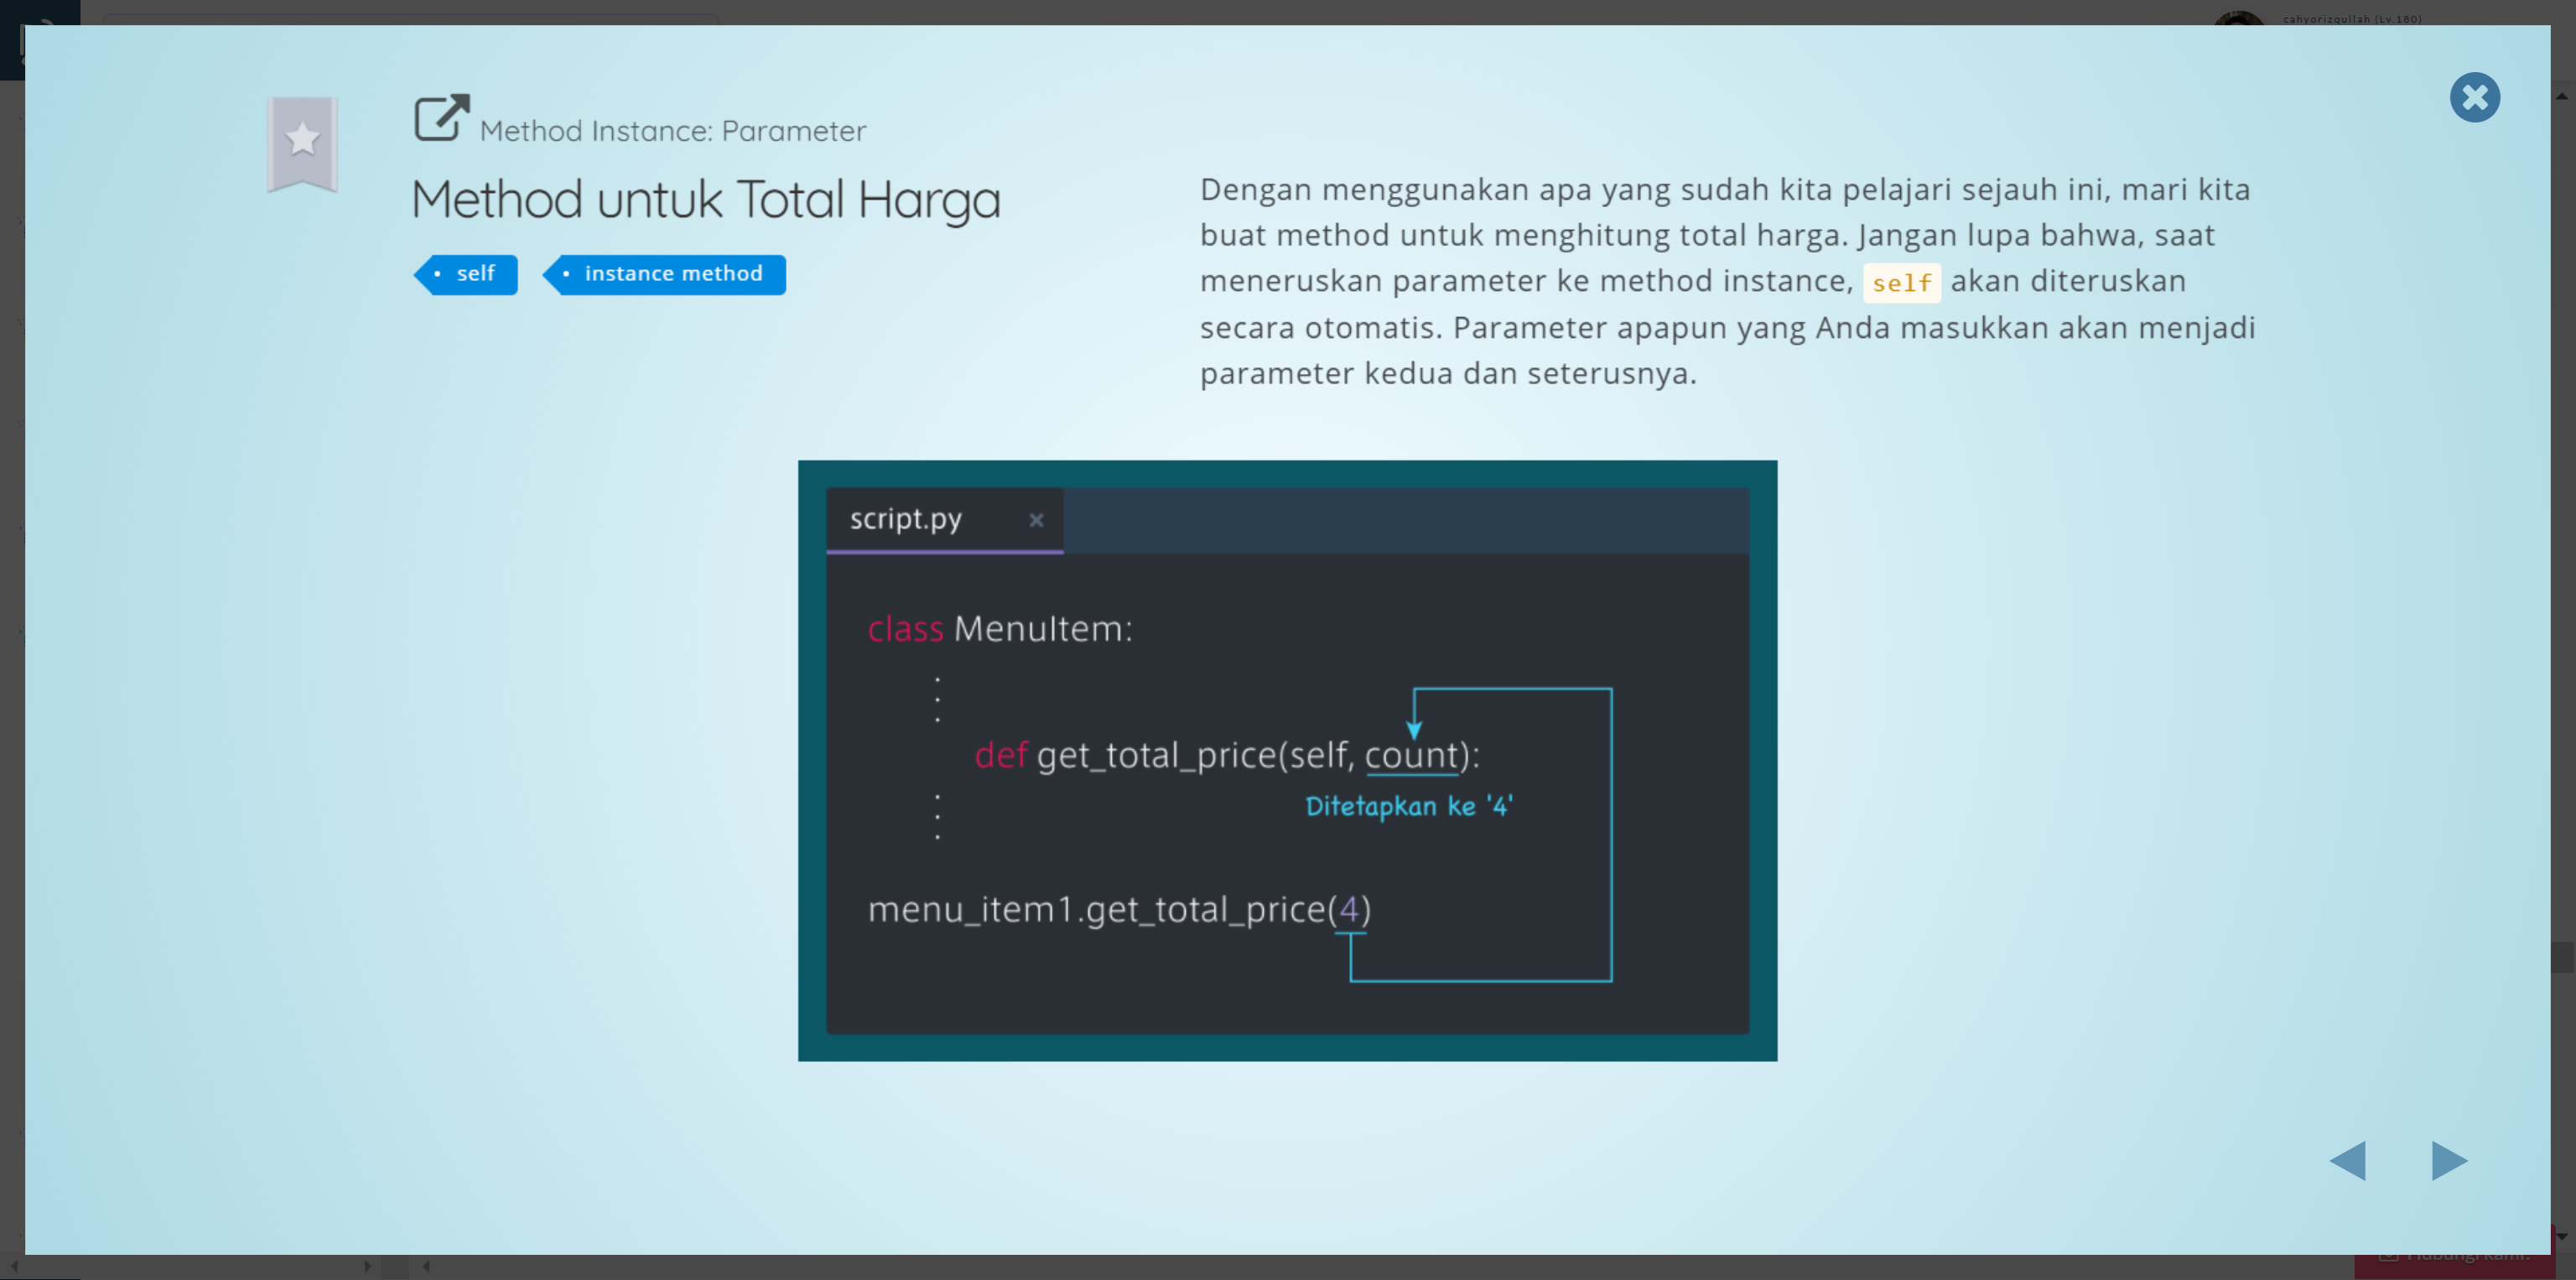 cahyorizqullah (Lv.180)
Method Instance: Parameter
Method untuk Total Harga
• self
• instance method
Dengan menggunakan apa yang sudah kita pelajari sejauh ini, mari kita
buat method untuk menghitung total harga. Jangan lupa bahwa, saat
meneruskan parameter ke method instance, self akan diteruskan
secara otomatis. Parameter apapun yang Anda masukkan akan menjadi
parameter kedua dan seterusnya.
script.py ×
class MenuItem:
def get_total_price(self, count):
Ditetapkan ke '4'
menu_item1.get_total_price(4)